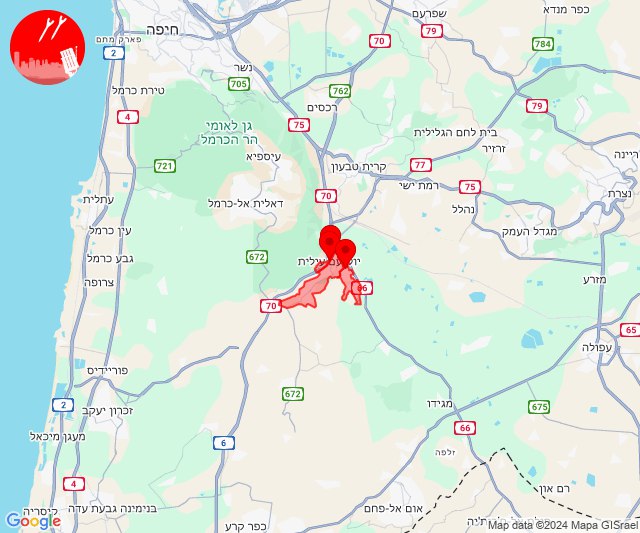 חיפה
פארק מתם
2
70
שפרעם
כפר מנדא
79
784
נשר
705
762
רכסים
טירת כרמל
4
79
גן לאומי
הר הכרמל
75
בית לחם הגלילית
זרזיר
עיספיא
721
קרית טבעון
77
ריינה
רמת ישי
75
70
נצרת
עתלית
דאלית אל-כרמל
נהלל
מגדל העמק
עין כרמל
גבע כרמל
672
עילית
צרופה
66
מזרע
70
65
עפולה
פוריידיס
672
2
זכרון יעקב
מגידו
675
מעגן מיכאל
6
66
זלפה
4
רם און
בנימינה גבעת עדה
אום אל-פחם
קיסריה
כפר קרע
Google
Map data ©2024 Mapa GISrael